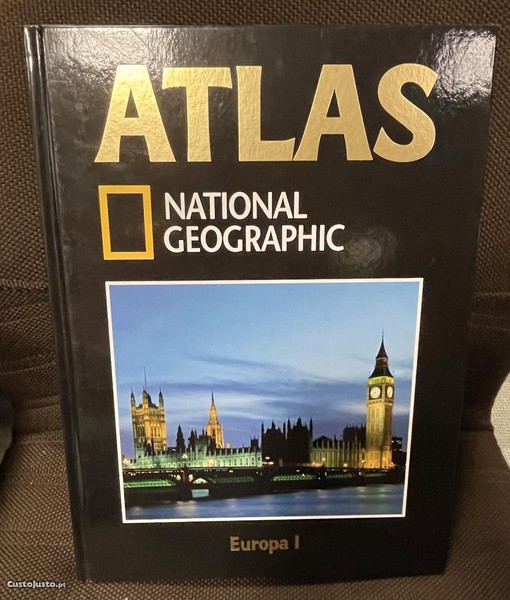 ATLAS
NATIONAL
GEOGRAPHIC
Europa I
CustoJusto.pt